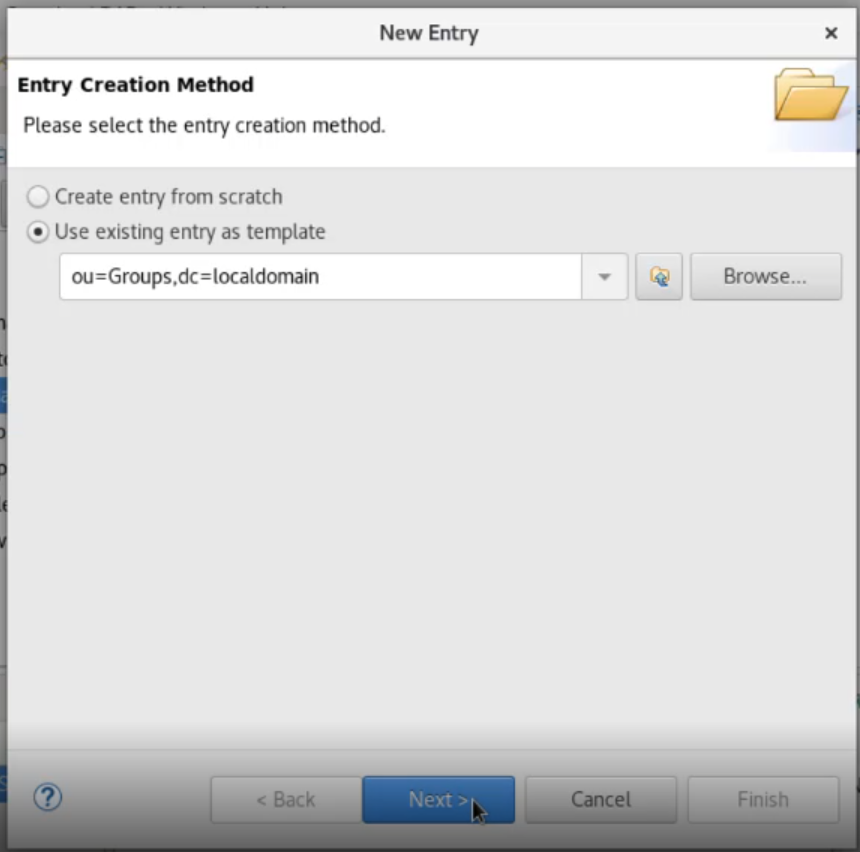 New Entry
Entry Creation Method
Please select the entry creation method.
Create entry from scratch
Use existing entry as template
ou=Groups,dc=localdomain
Browse...
< Back
Next >
Cancel
Finish